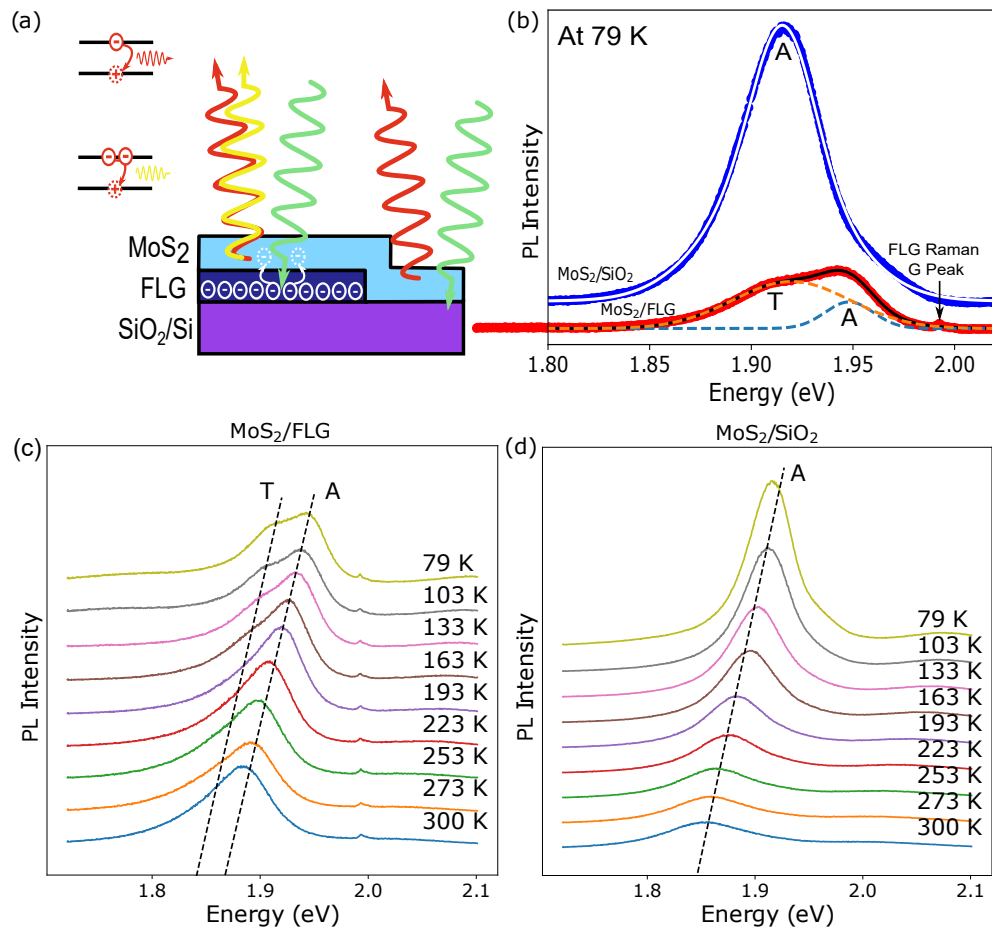 (a)
MoS₂
FLG
SiO₂/Si
(b)
At 79 K
A
MoS₂/SiO₂
MoS₂/FLG
T
A
FLG Raman
G Peak
PL Intensity
1.80
1.85
1.90
1.95
2.00
Energy (eV)
(c)
MoS₂/FLG
T
A
79 K
103 K
133 K
163 K
193 K
223 K
253 K
273 K
300 K
PL Intensity
1.8
1.9
2.0
2.1
Energy (eV)
(d)
MoS₂/SiO₂
A
79 K
103 K
133 K
163 K
193 K
223 K
253 K
273 K
300 K
PL Intensity
1.8
1.9
2.0
2.1
Energy (eV)